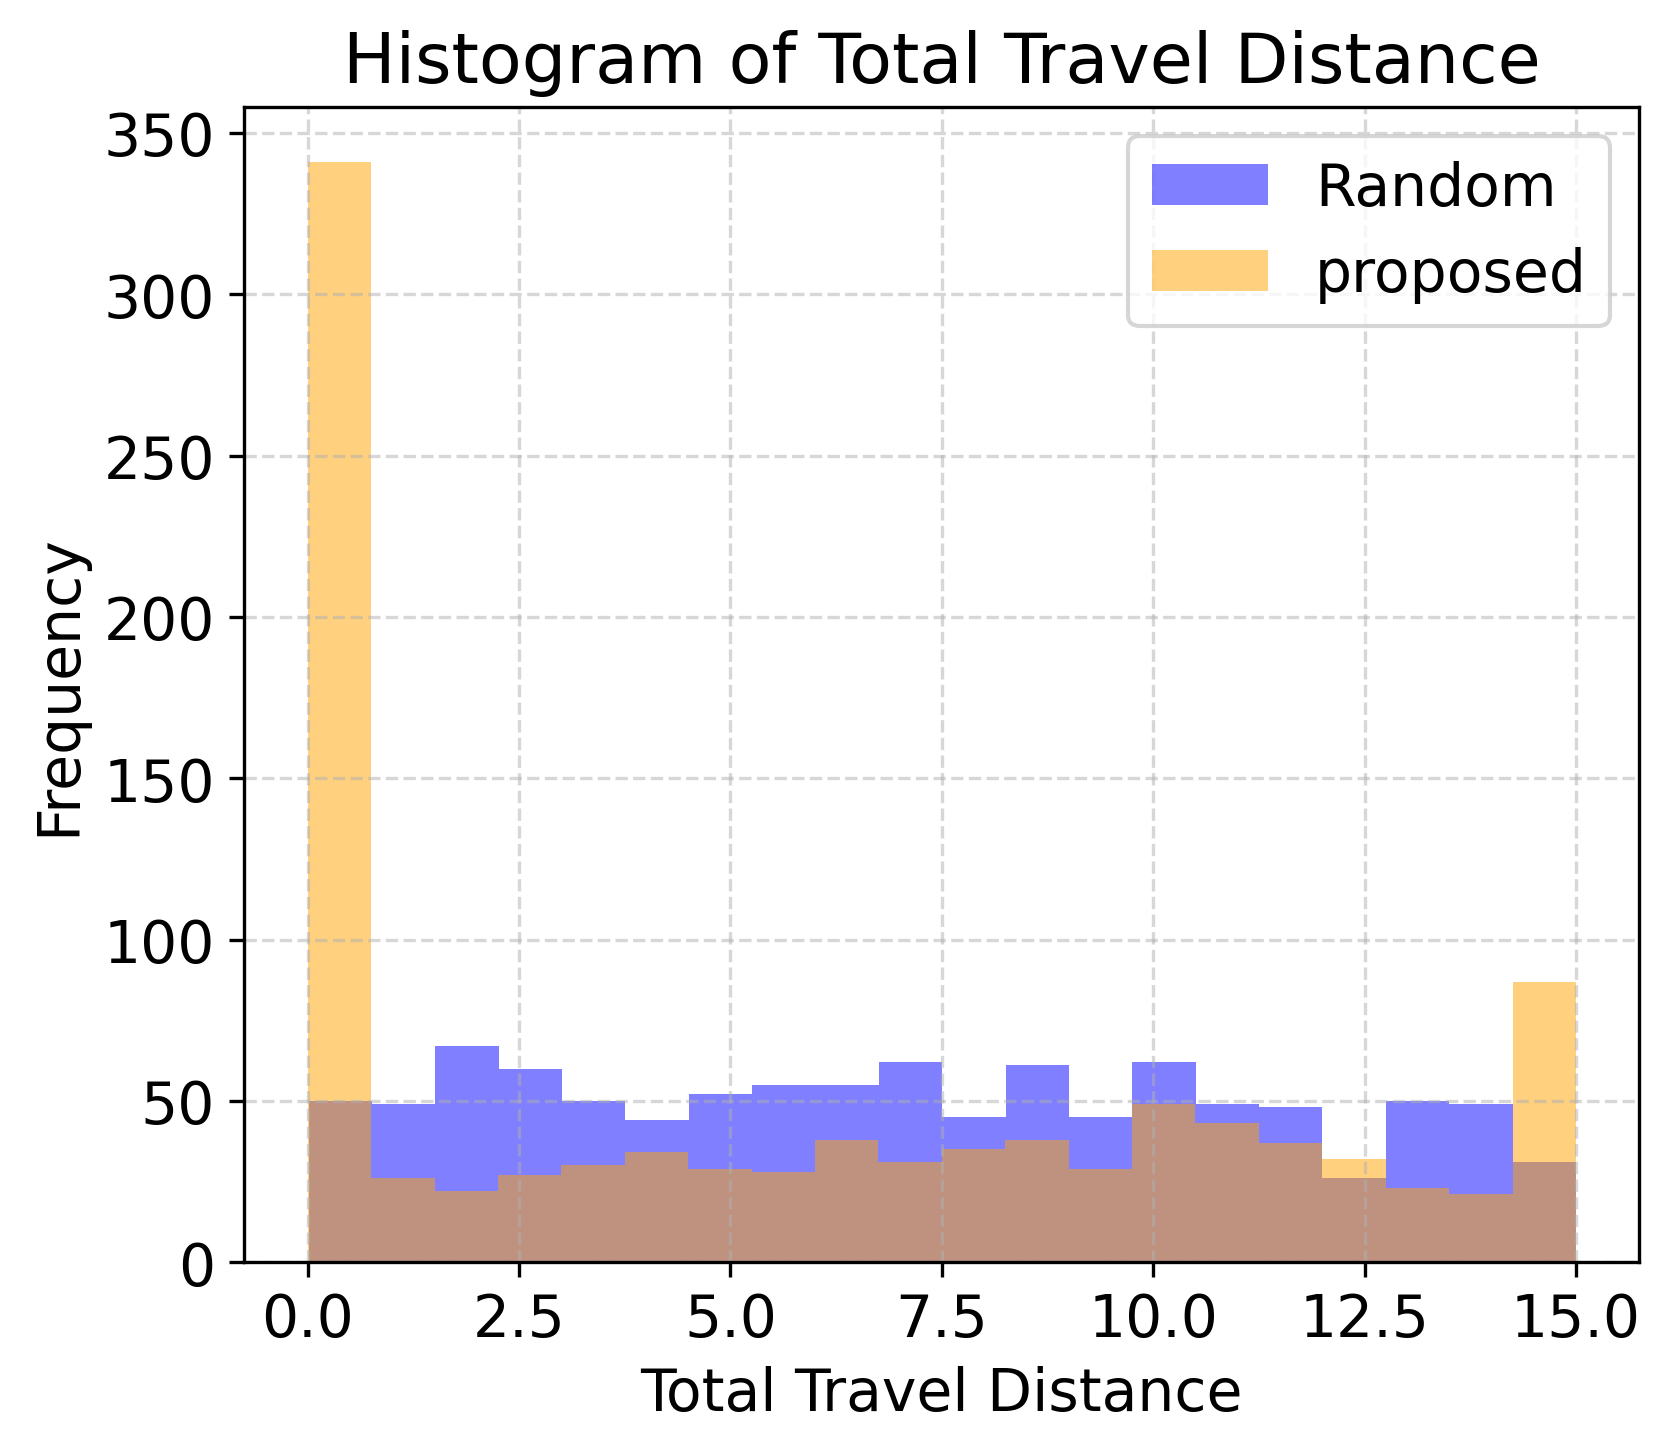 Histogram of Total Travel Distance
350
300
250
200
150
100
50
0
Frequency
Random
proposed
0.0 2.5 5.0 7.5 10.0 12.5 15.0
Total Travel Distance